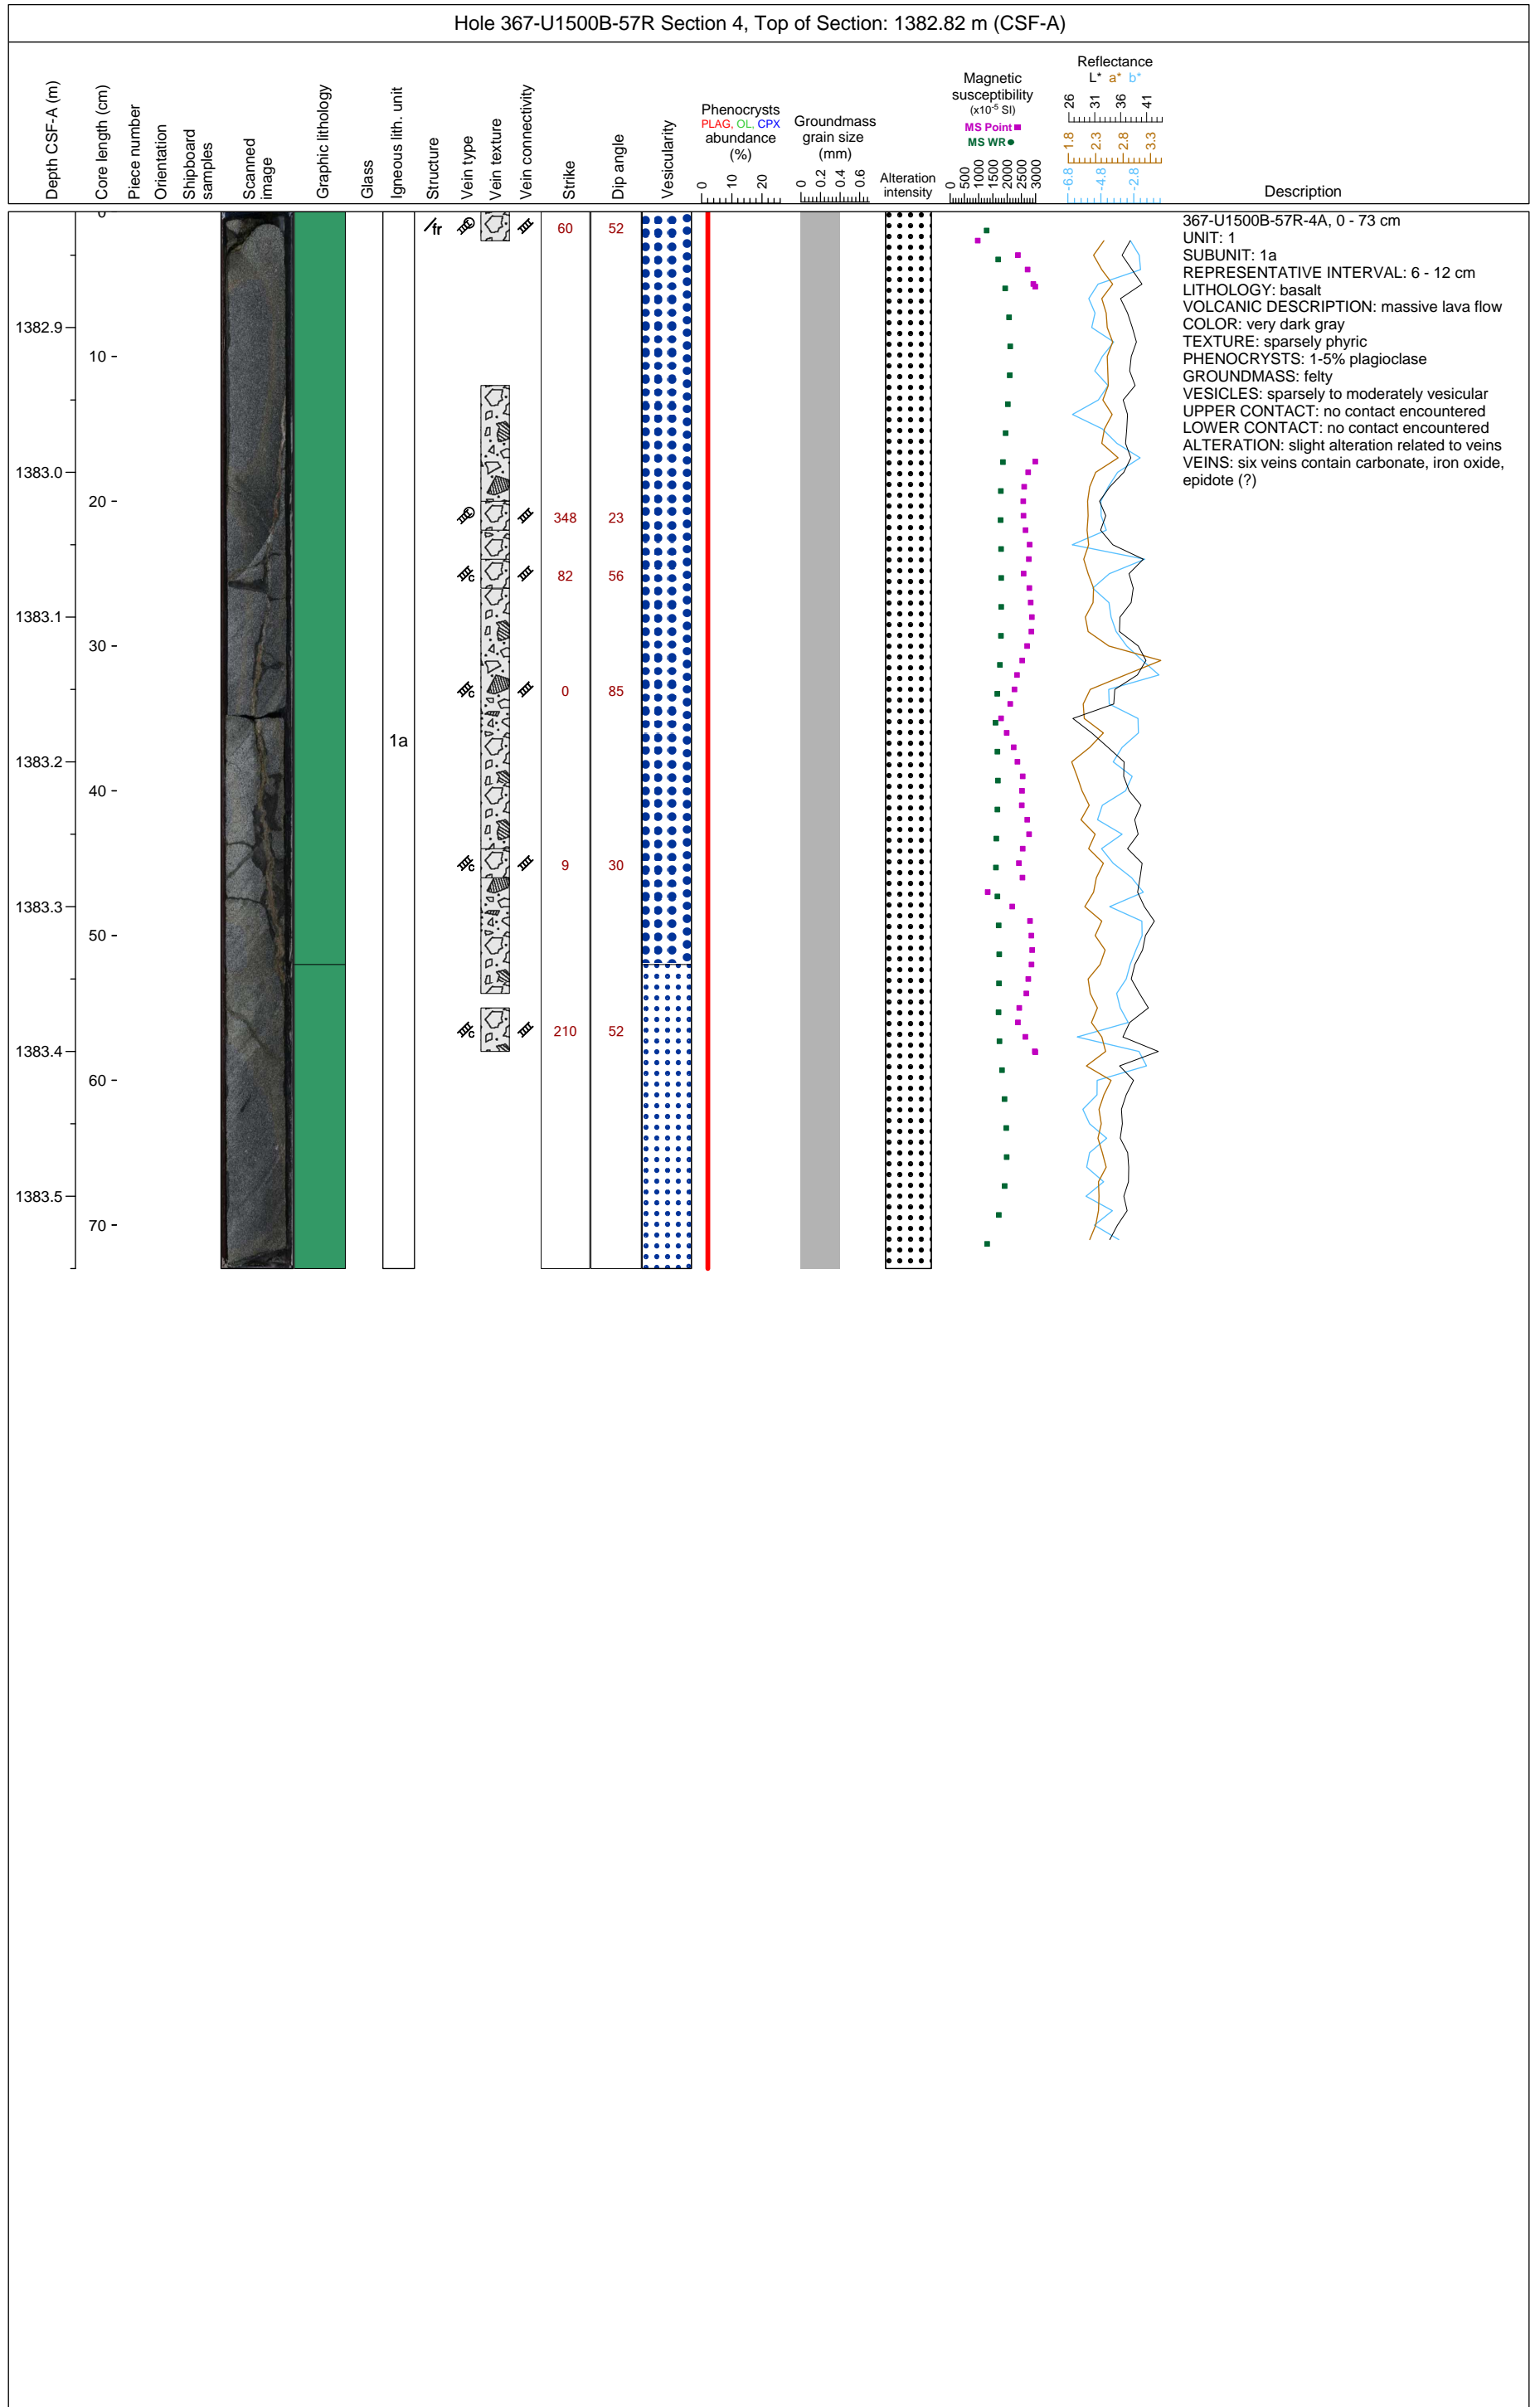 Hole 367-U1500B-57R Section 4, Top of Section: 1382.82 m (CSF-A)
Depth CSF-A (m)
Core length (cm)
Piece number
Orientation
Shipboard
samples
Scanned
image
Graphic lithology
Glass
Igneous lith. unit
Structure
Vein type
Vein texture
Vein connectivity
Strike
Dip angle
Vesicularity
Phenocrysts
PLAG, OL, CPX
abundance
(%)
0 10 20
Groundmass
grain size
(mm)
0 0.2 0.4 0.6
Alteration
intensity
Magnetic
susceptibility
(x10-5 SI)
MS Point
MS WR
0 500 1000 1500 2000 2500 3000
Reflectance
L* a* b*
26 31 36 41
1.8 2.3 2.8 3.3
-6.8 -4.8 -2.8
Description
367-U1500B-57R-4A, 0 - 73 cm
UNIT: 1
SUBUNIT: 1a
REPRESENTATIVE INTERVAL: 6 - 12 cm
LITHOLOGY: basalt
VOLCANIC DESCRIPTION: massive lava flow
COLOR: very dark gray
TEXTURE: sparsely phyric
PHENOCRYSTS: 1-5% plagioclase
GROUNDMASS: felty
VESICLES: sparsely to moderately vesicular
UPPER CONTACT: no contact encountered
LOWER CONTACT: no contact encountered
ALTERATION: slight alteration related to veins
VEINS: six veins contain carbonate, iron oxide,
epidote (?)
0
fr 60 52
1382.9
10
1383.0
20
348 23
c 82 56
1383.1
30
c 0 85
1a
1383.2
40
c 9 30
1383.3
50
c 210 52
1383.4
60
1383.5
70